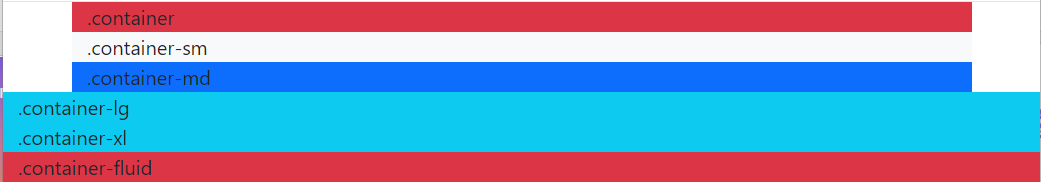 .container
.container-sm
.container-md
.container-lg
.container-xl
.container-fluid